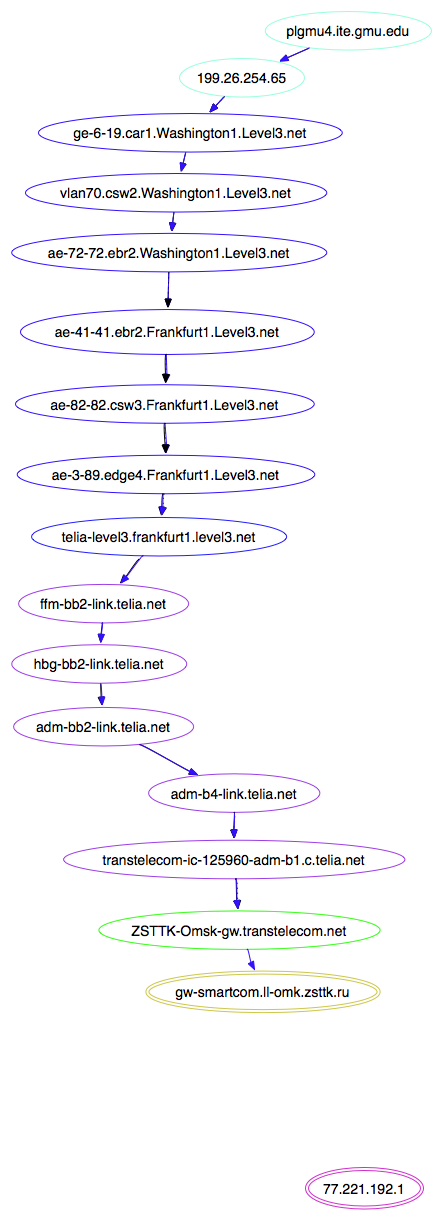 plgmu4.ite.gmu.edu
199.26.254.65
ge-6-19.car1.Washington1.Level3.net
vlan70.csw2.Washington1.Level3.net
ae-72-72.ebr2.Washington1.Level3.net
ae-41-41.ebr2.Frankfurt1.Level3.net
ae-82-82.csw3.Frankfurt1.Level3.net
ae-3-89.edge4.Frankfurt1.Level3.net
telia-level3.frankfurt1.level3.net
ffm-bb2-link.telia.net
hbg-bb2-link.telia.net
adm-bb2-link.telia.net
adm-b4-link.telia.net
transtelecom-ic-125960-adm-b1.c.telia.net
ZSTTK-Omsk-gw.transtelecom.net
gw-smartcom.ll-omk.zsttk.ru
77.221.192.1